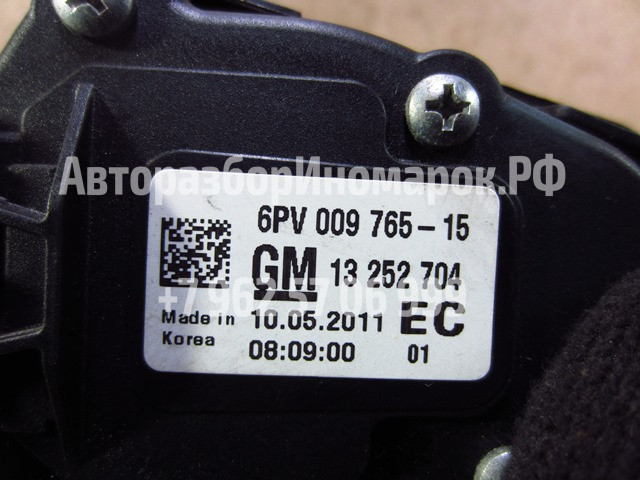 АвторазборИномарок.РФ
6PV 009 765-15
GM 13 252 704
Made in Korea
10.05.2011 EC
08:09:00 01